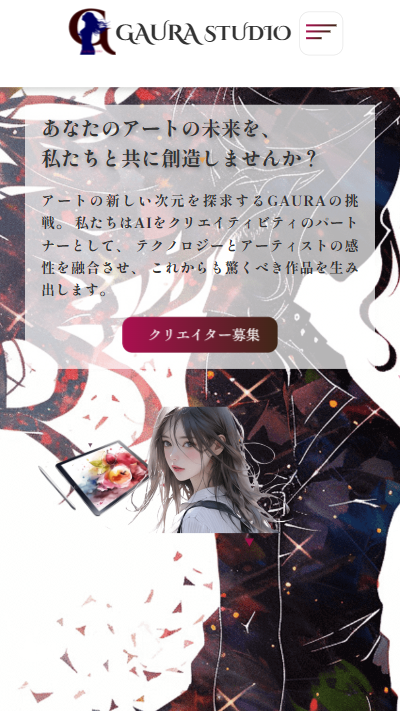 GAURA STUDIO
あなたのアートの未来を、
私たちと共に創造しませんか？
アートの新しい次元を探求するGAURAの挑
戦。 私たちはAIをクリエイティビティのパート
ナーとして、 テクノロジーとアーティストの感
性を融合させ、 これからも驚くべき作品を生み
出します。
クリエイター募集